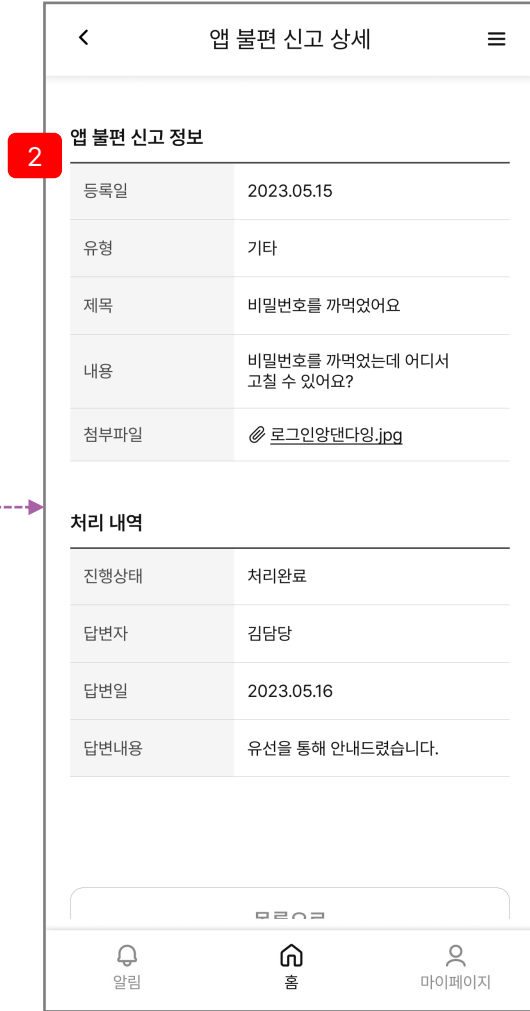 앱 불편 신고 상세
2
앱 불편 신고 정보
등록일 2023.05.15
유형 기타
제목 비밀번호를 까먹었어요
내용 비밀번호를 까먹었는데 어디서
고칠 수 있어요?
첨부파일 로그인앙댄다잉.jpg
처리 내역
진행상태 처리완료
답변자 김담당
답변일 2023.05.16
답변내용 유선을 통해 안내드렸습니다.
목록으로
알림 홈 마이페이지